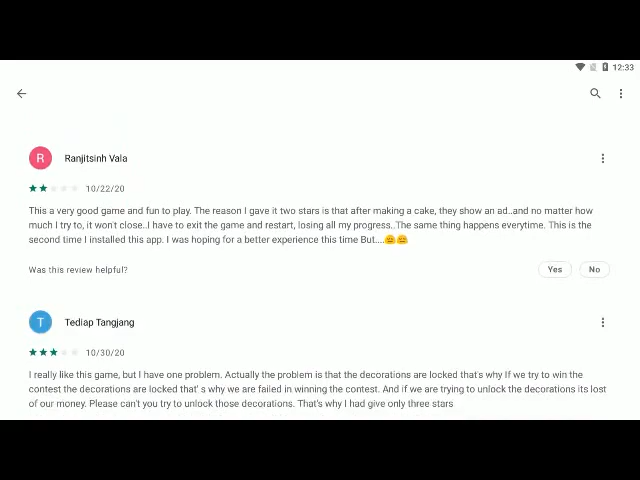 12:33
R Ranjitsinh Vala
10/22/20
This a very good game and fun to play. The reason I gave it two stars is that after making a cake, they show an ad..and no matter how
much I try to, it won't close..I have to exit the game and restart, losing all my progress..The same thing happens everytime. This is the
second time I installed this app. I was hoping for a better experience this time But....😊😊
Was this review helpful? Yes No
T Tediap Tangjang
10/30/20
I really like this game, but I have one problem. Actually the problem is that the decorations are locked that's why If we try to win the
contest the decorations are locked that' s why we are failed in winning the contest. And if we are trying to unlock the decorations its lost
of our money. Please can't you try to unlock those decorations. That's why I had give only three stars